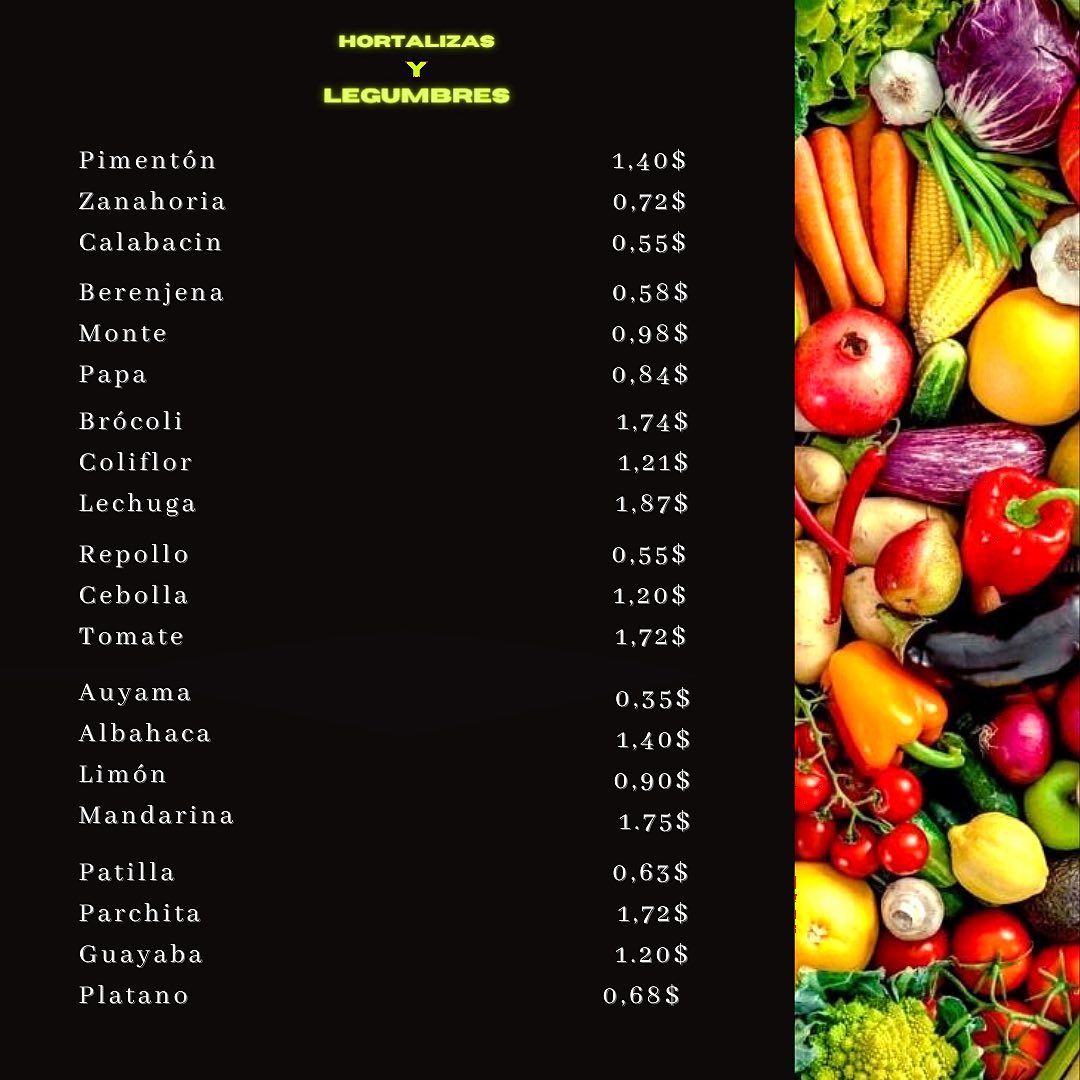 HORTALIZAS
Y
LEGUMBRES
Pimentón 1,40$
Zanahoria 0,72$
Calabacin 0,55$
Berenjena 0,58$
Monte 0,98$
Papa 0,84$
Brócoli 1,74$
Coliflor 1,21$
Lechuga 1,87$
Repollo 0,55$
Cebolla 1,20$
Tomate 1,72$
Auyama 0,35$
Albahaca 1,40$
Limón 0,90$
Mandarina 1.75$
Patilla 0,63$
Parchita 1,72$
Guayaba 1.20$
Platano 0,68$